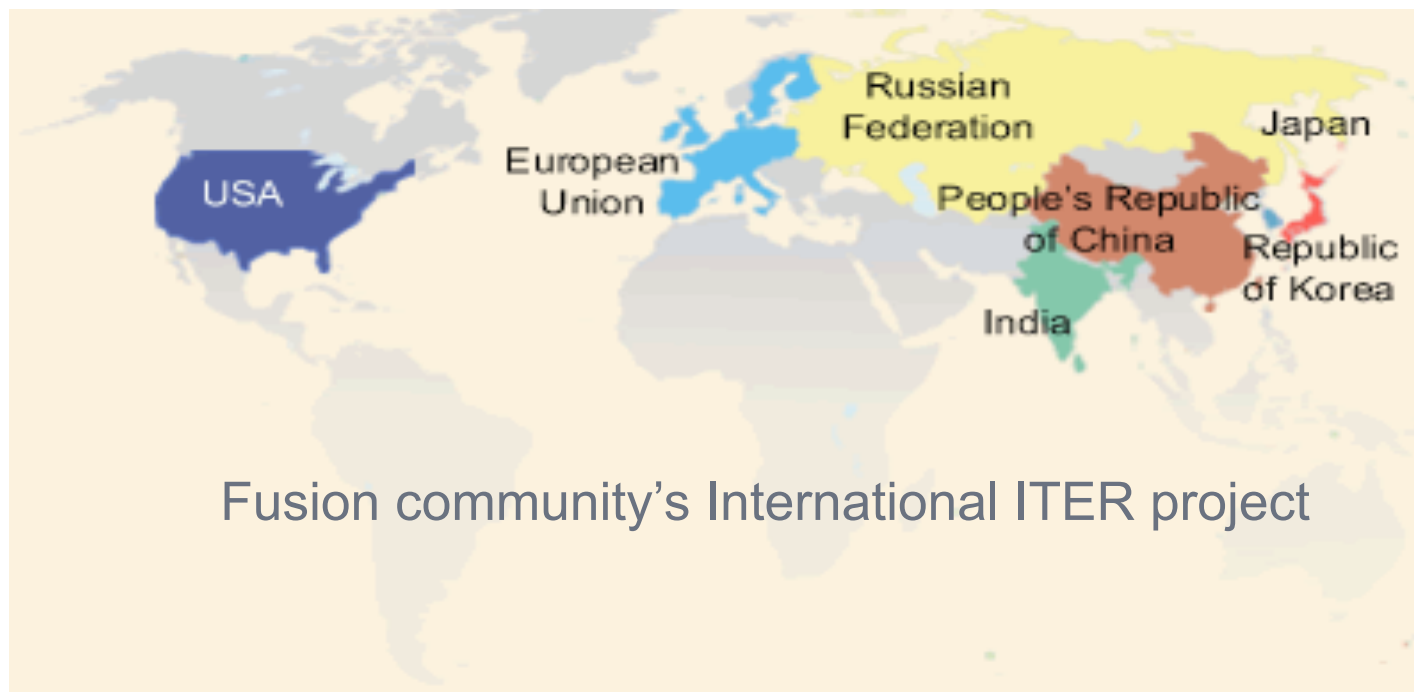 USA
European
Union
Russian
Federation
Japan
People's Republic
of China
Republic
of Korea
India
Fusion community’s International ITER project